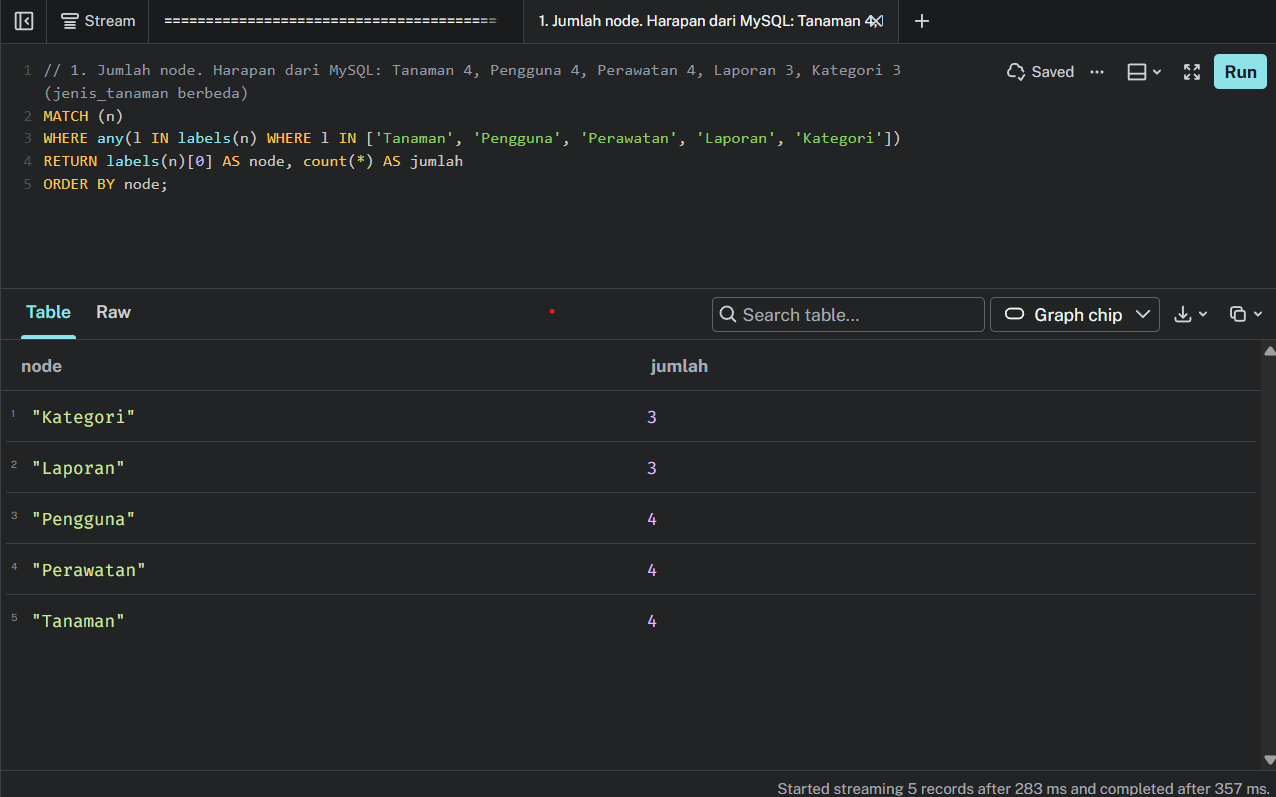 Stream
========================================
1. Jumlah node. Harapan dari MySQL: Tanaman 4
1 // 1. Jumlah node. Harapan dari MySQL: Tanaman 4, Pengguna 4, Perawatan 4, Laporan 3, Kategori 3
(jenis_tanaman berbeda)
2 MATCH (n)
3 WHERE any(l IN labels(n) WHERE l IN ['Tanaman', 'Pengguna', 'Perawatan', 'Laporan', 'Kategori'])
4 RETURN labels(n)[0] AS node, count(*) AS jumlah
5 ORDER BY node;
Saved
Run
Table Raw
Search table...
Graph chip
node jumlah
1 "Kategori" 3
2 "Laporan" 3
3 "Pengguna" 4
4 "Perawatan" 4
5 "Tanaman" 4
Started streaming 5 records after 283 ms and completed after 357 ms.